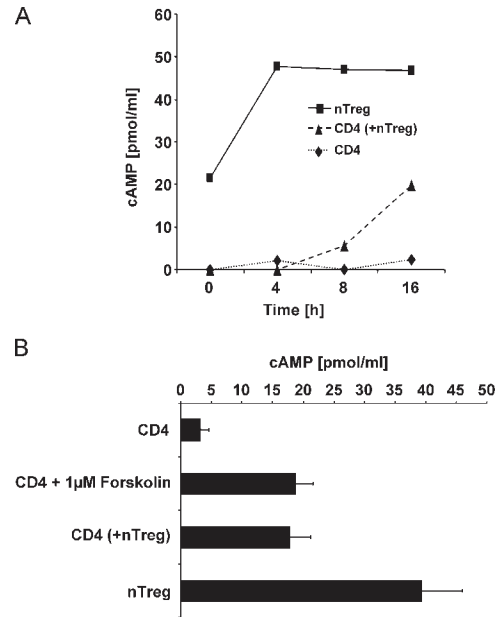 A
60
50
40
30
20
10
0
cAMP [pmol/ml]
nTreg
CD4 (+nTreg)
CD4
0 4 8 16
Time [h]
B
cAMP [pmol/ml]
0 5 10 15 20 25 30 35 40 45 50
CD4
CD4 + 1µM Forskolin
CD4 (+nTreg)
nTreg